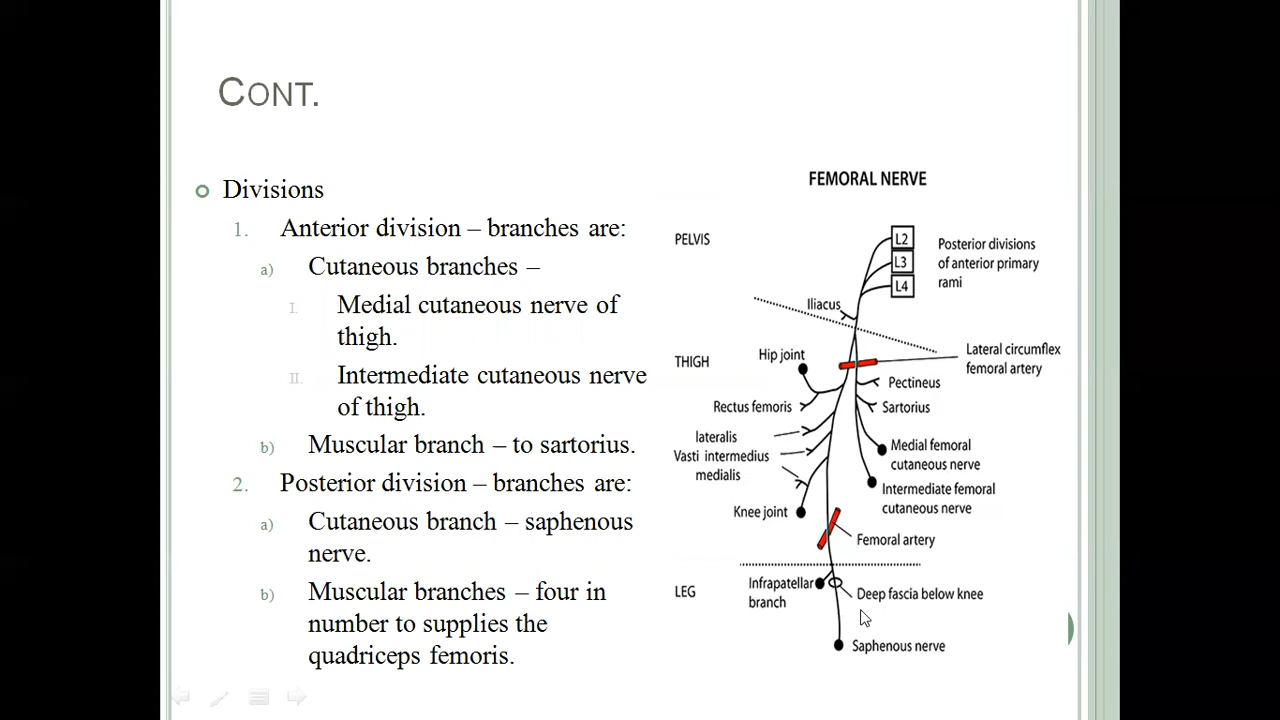 CONT.
Divisions
1. Anterior division – branches are:
a) Cutaneous branches –
I. Medial cutaneous nerve of
thigh.
II. Intermediate cutaneous nerve
of thigh.
b) Muscular branch – to sartorius.
2. Posterior division – branches are:
a) Cutaneous branch – saphenous
nerve.
b) Muscular branches – four in
number to supplies the
quadriceps femoris.
FEMORAL NERVE
PELVIS
L2
L3
L4
Posterior divisions
of anterior primary
rami
Iliacus
THIGH
Hip joint
Lateral circumflex
femoral artery
Pectineus
Rectus femoris
Sartorius
lateralis
Vasti intermedius
medialis
Medial femoral
cutaneous nerve
Intermediate femoral
cutaneous nerve
Knee joint
Femoral artery
LEG
Infrapatellar
branch
Deep fascia below knee
Saphenous nerve